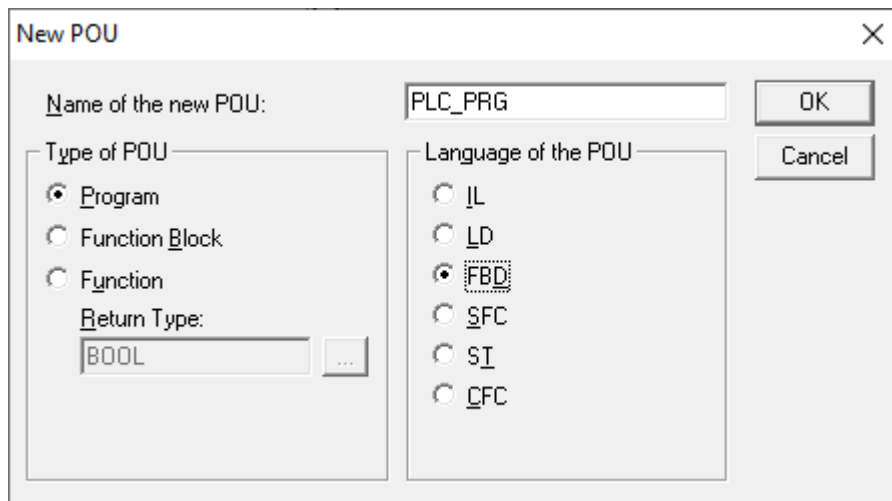 New POU
Name of the new POU:
PLC_PRG
OK
Cancel
Type of POU
Program
Function Block
Function
Return Type:
BOOL
...
Language of the POU
IL
LD
FBD
SFC
ST
CFC